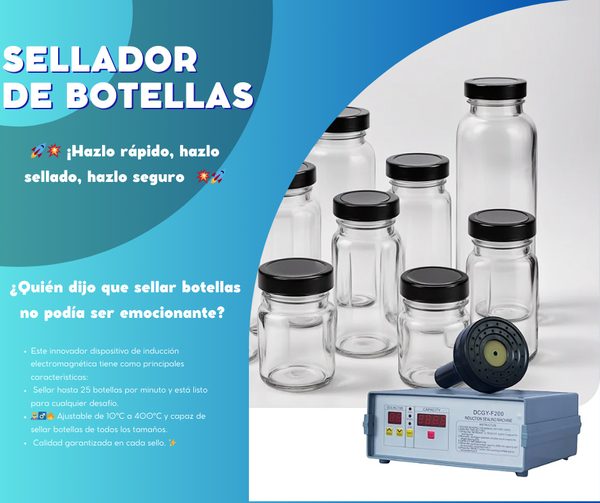 SELLADOR
DE BOTELLAS
🚀💥 ¡Hazlo rápido, hazlo
sellado, hazlo seguro 💥🚀
¿Quién dijo que sellar botellas
no podía ser emocionante?
• Este innovador dispositivo de inducción
electromagnética tiene como principales
características:
• Sellar hasta 25 botellas por minuto y está listo
para cualquier desafío.
• Ajustable de 10°C a 400°C y capaz de
sellar botellas de todos los tamaños.
• Calidad garantizada en cada sello. ✨
CAPACITY
DCGY-F200
INDUCTION SEALING MACHINE